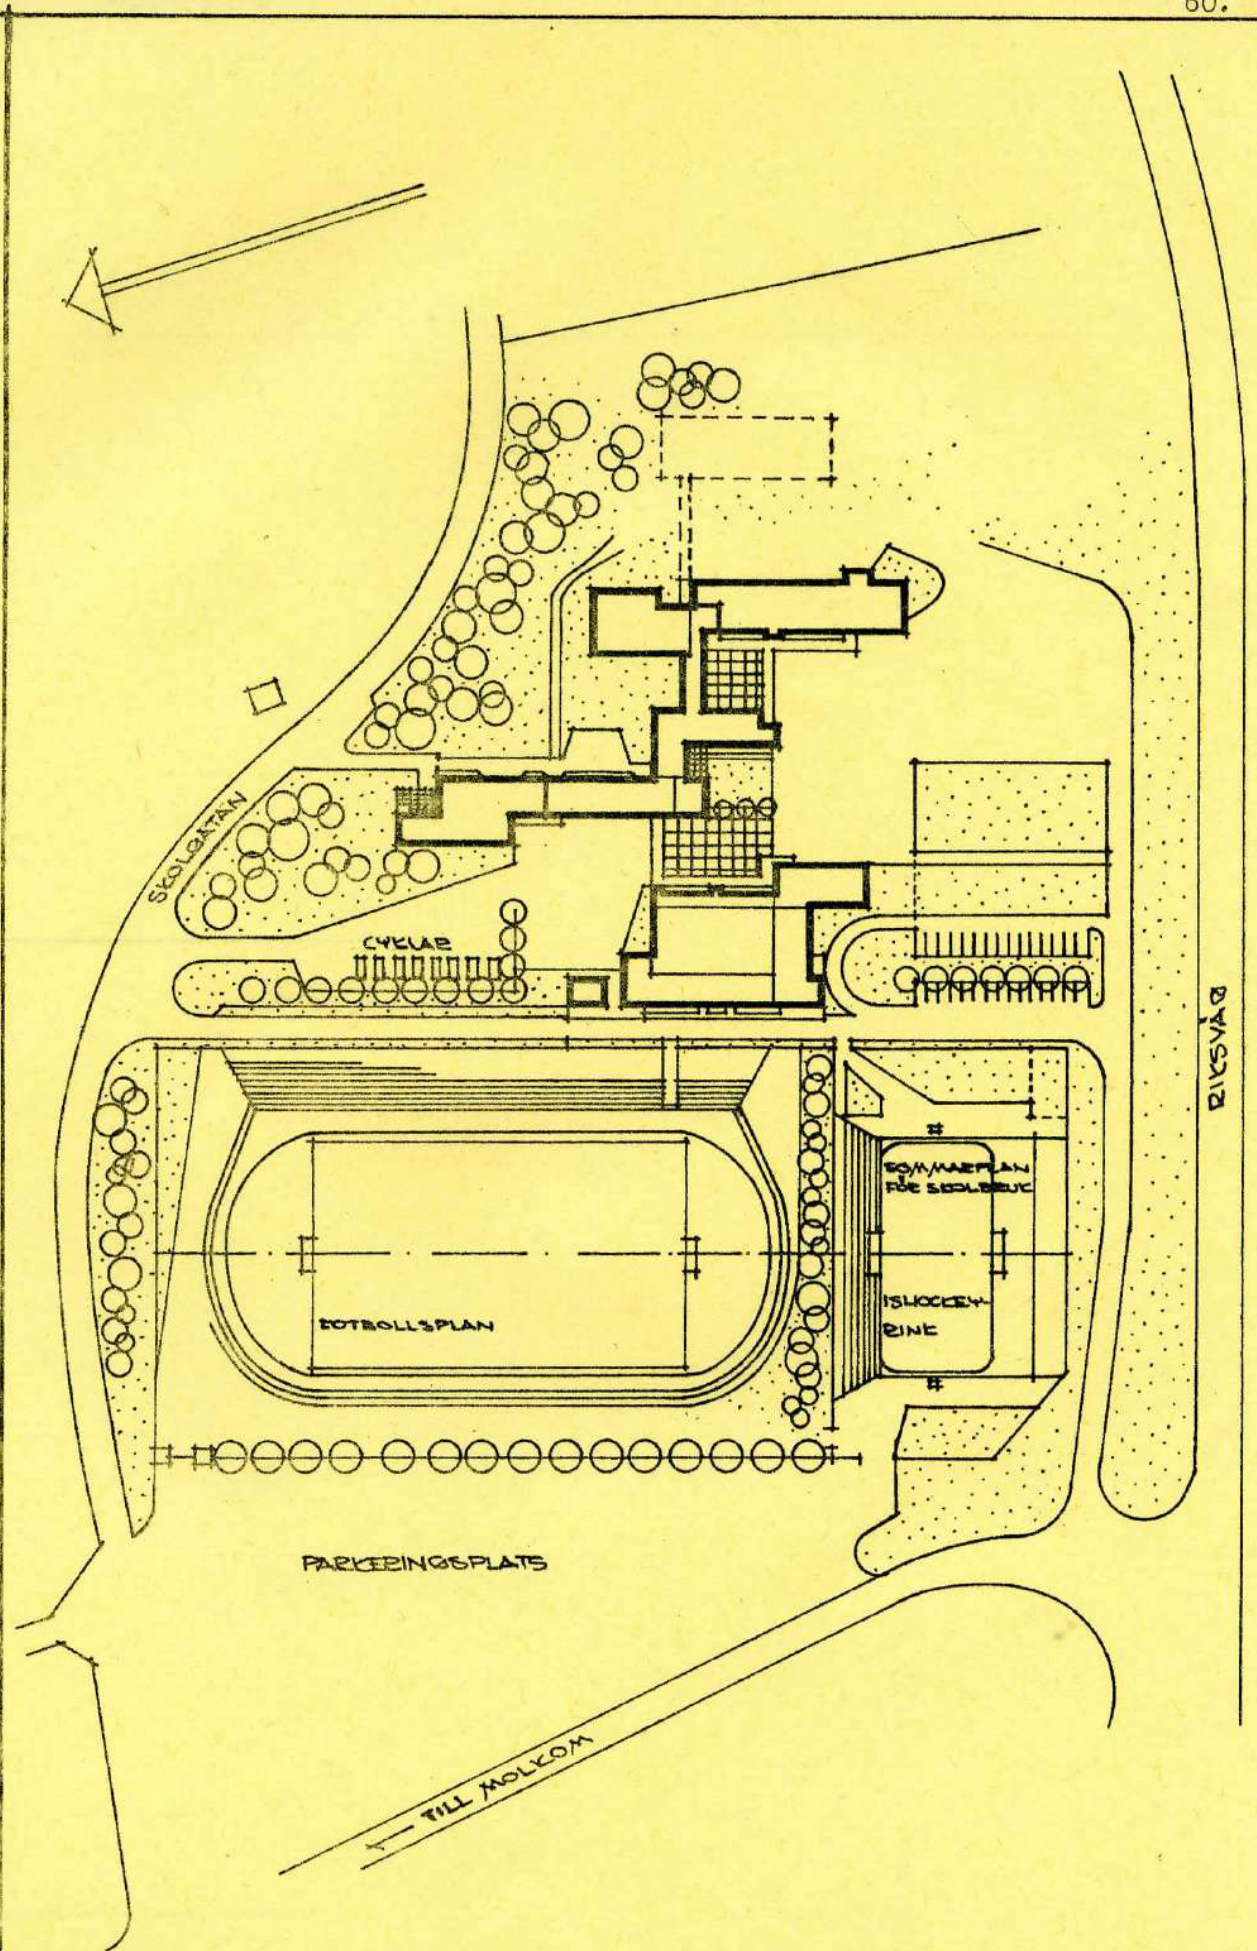 60.
SKOLGATAN
CYKLAR
RIKSVÄG
SOMMARPLAN
FÖR SKOLBRUK
ISHOCKEY-
RINK
FOTBOLLSPLAN
PARKERINGSPLATS
TILL MOLKOM